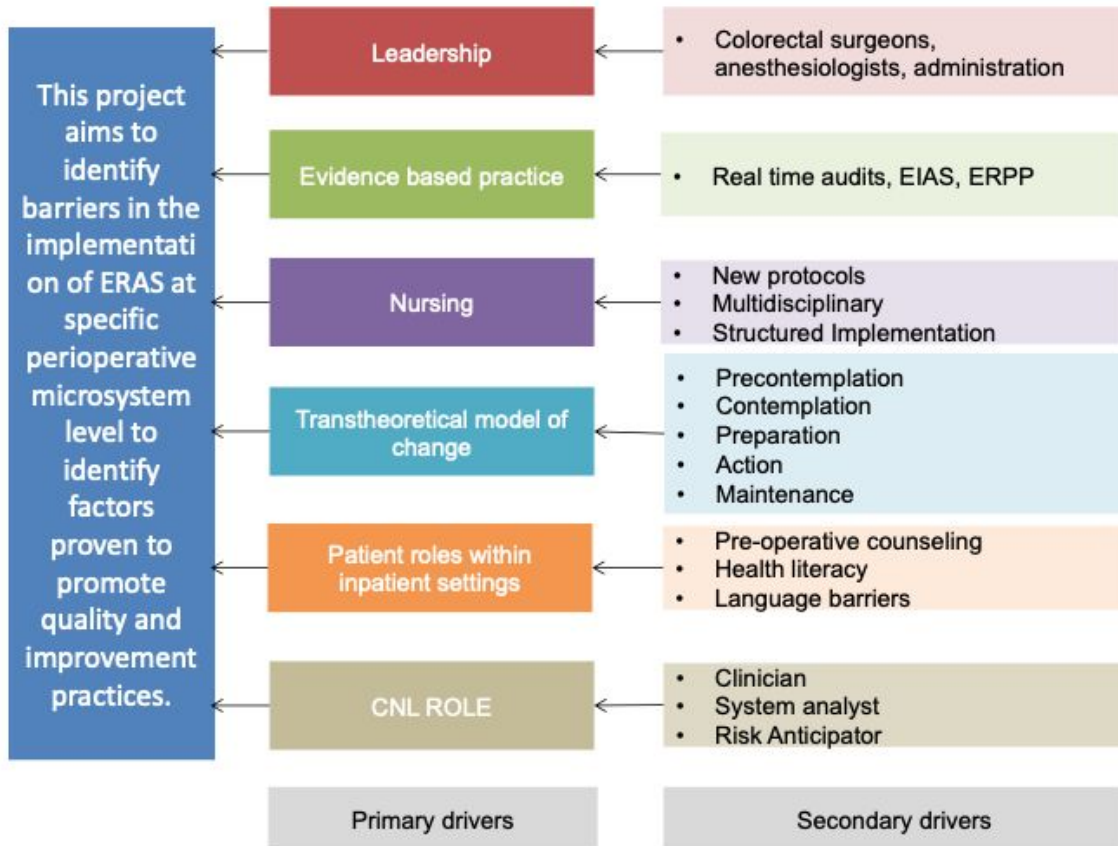 This project
aims to
identify
barriers in the
implementati
on of ERAS at
specific
perioperative
microsystem
level to
identify
factors
proven to
promote
quality and
improvement
practices.
Leadership
• Colorectal surgeons,
anesthesiologists, administration
Evidence based practice
• Real time audits, EIAS, ERPP
Nursing
• New protocols
• Multidisciplinary
• Structured Implementation
Transtheoretical model of
change
• Precontemplation
• Contemplation
• Preparation
• Action
• Maintenance
Patient roles within
inpatient settings
• Pre-operative counseling
• Health literacy
• Language barriers
CNL ROLE
• Clinician
• System analyst
• Risk Anticipator
Primary drivers
Secondary drivers